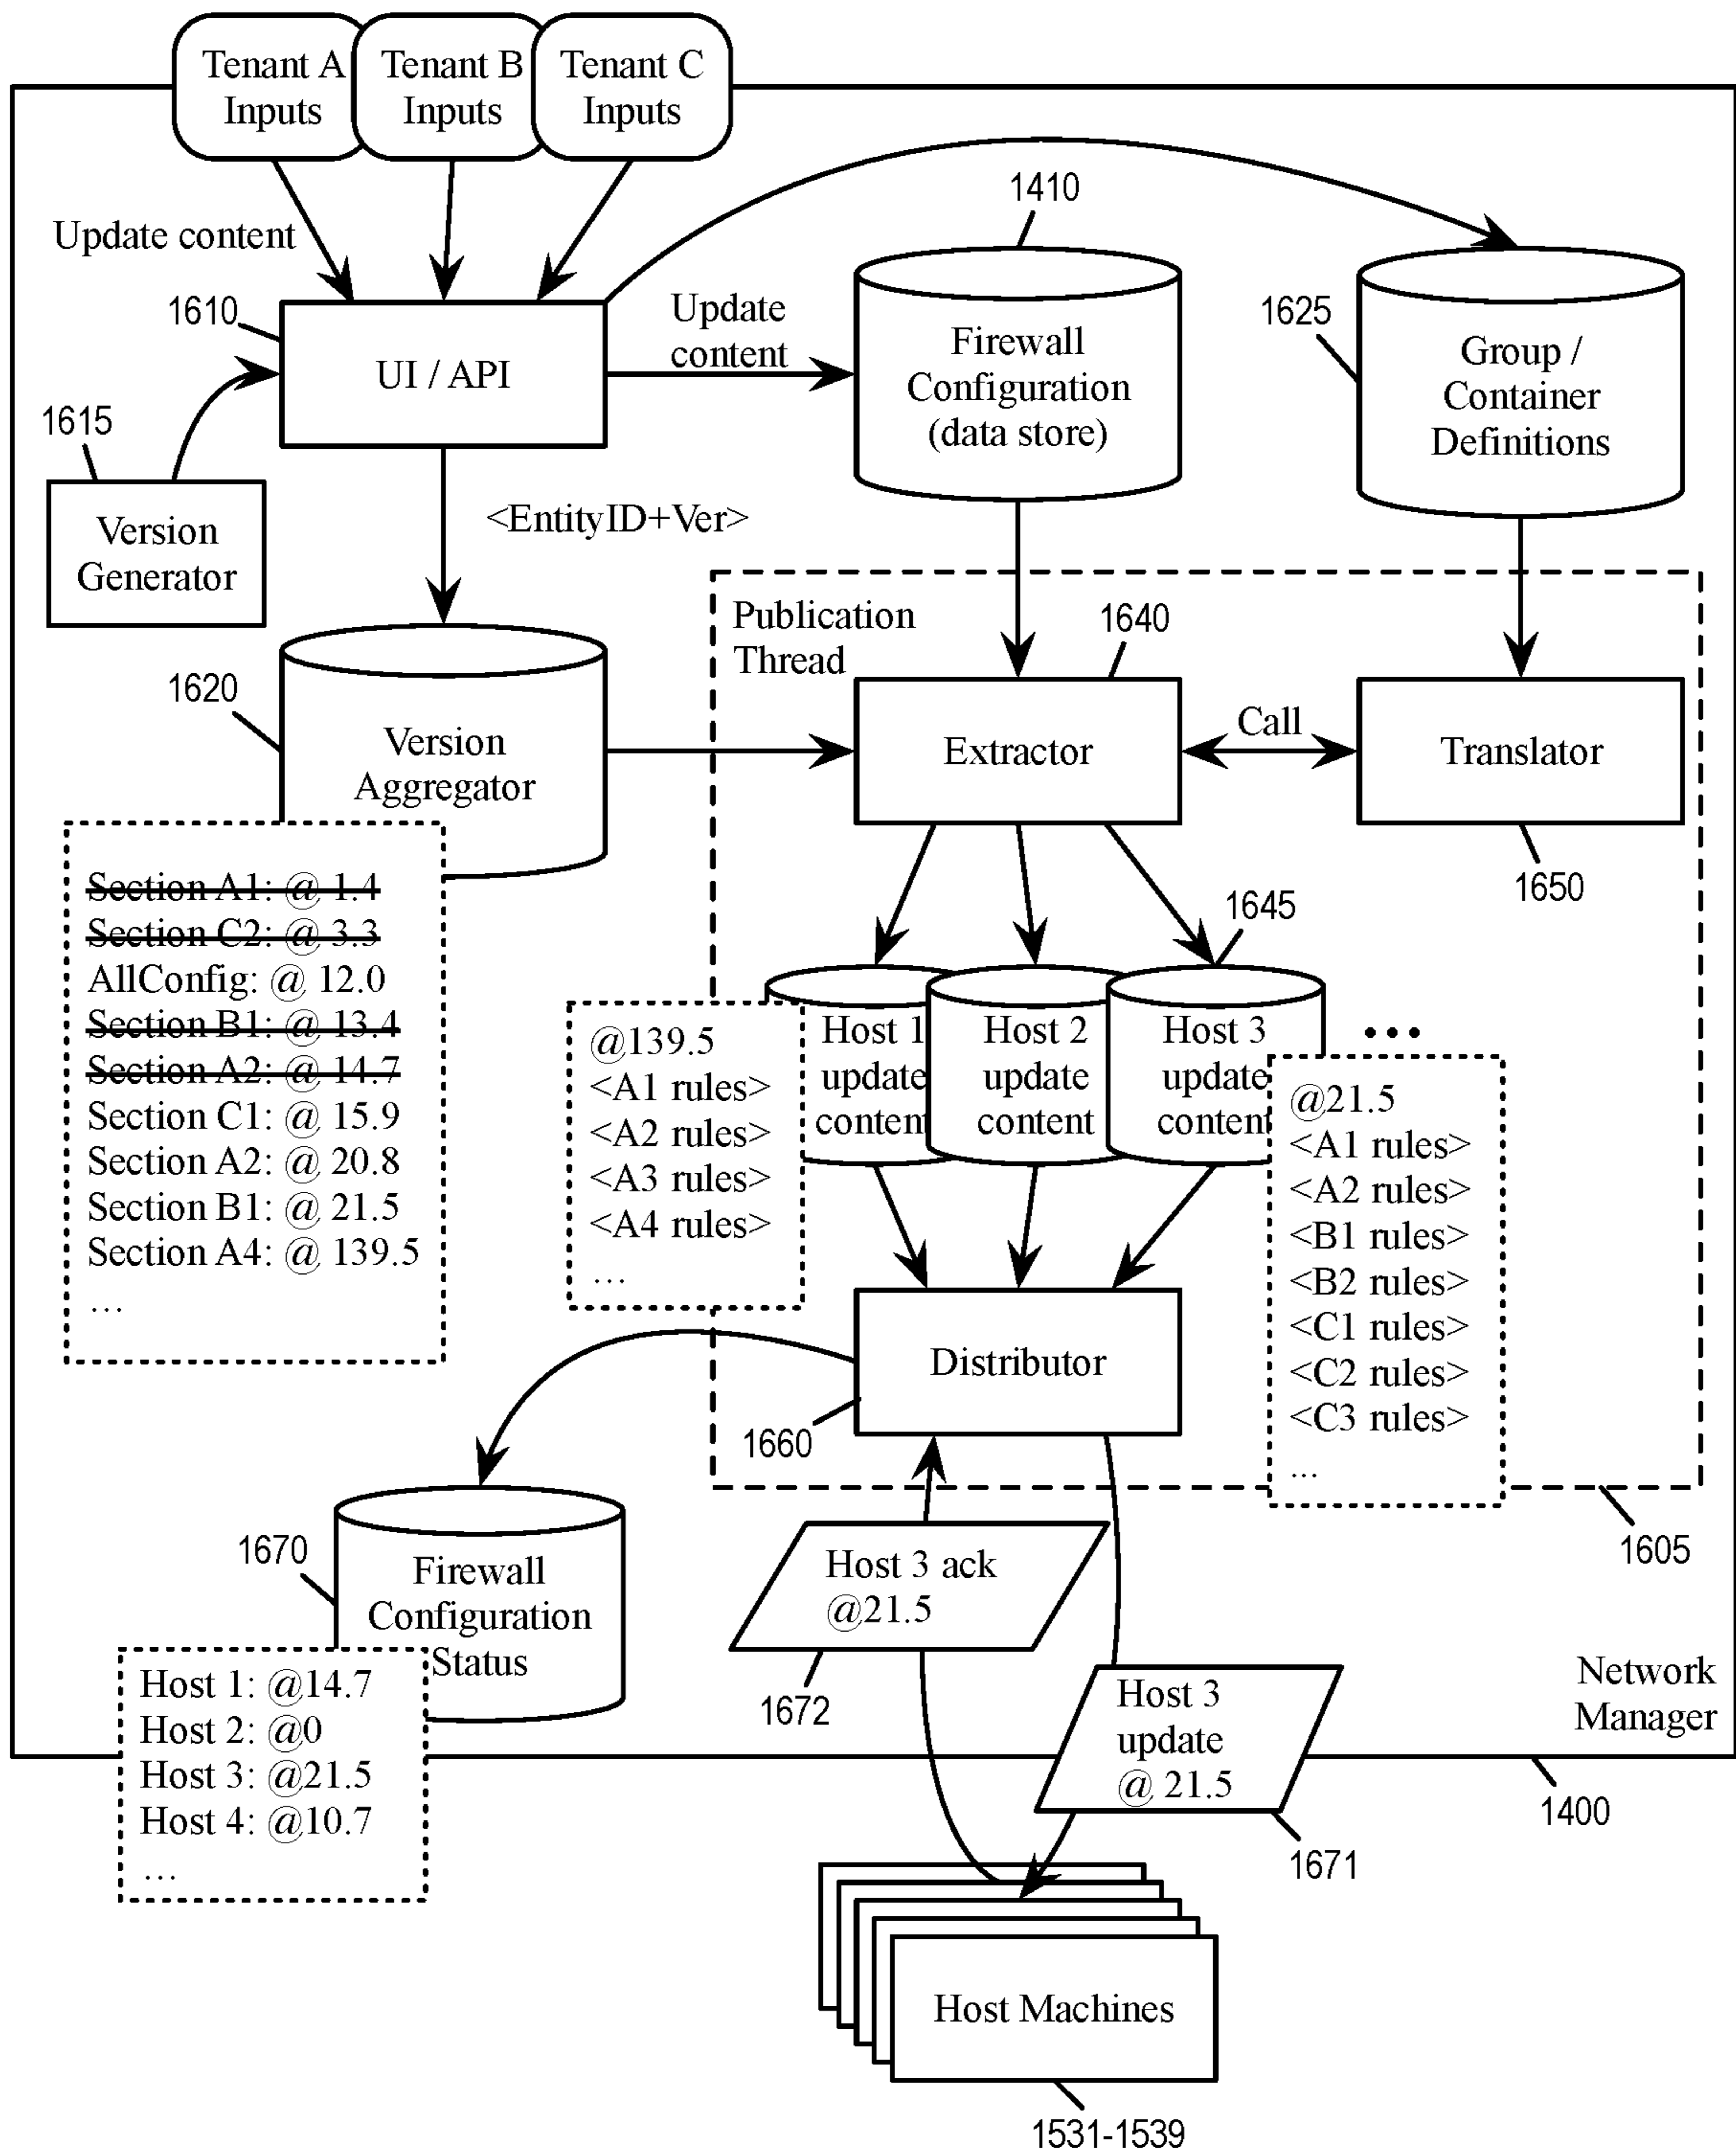 Tenant A
Inputs
Tenant B
Inputs
Tenant C
Inputs
Update content
1410
1610
UI / API
Update
content
Firewall
Configuration
(data store)
1625
Group /
Container
Definitions
1615
Version
Generator
<EntityID+Ver>
Publication
Thread
1640
1620
Version
Aggregator
Extractor
Call
Translator
1650
1645
Section A1: @ 1.4
Section C2: @ 3.3
AllConfig: @ 12.0
Section B1: @ 13.4
Section A2: @ 14.7
Section C1: @ 15.9
Section A2: @ 20.8
Section B1: @ 21.5
Section A4: @ 139.5
...
@139.5
<A1 rules>
<A2 rules>
<A3 rules>
<A4 rules>
...
Host 1
update
content
Host 2
update
content
Host 3
update
content
...
@21.5
<A1 rules>
<A2 rules>
<B1 rules>
<B2 rules>
<C1 rules>
<C2 rules>
<C3 rules>
...
Distributor
1660
1605
1670
Firewall
Configuration
Status
Host 3 ack
@21.5
1672
Host 1: @14.7
Host 2: @0
Host 3: @21.5
Host 4: @10.7
...
Host 3
update
@ 21.5
1671
Network
Manager
1400
Host Machines
1531-1539